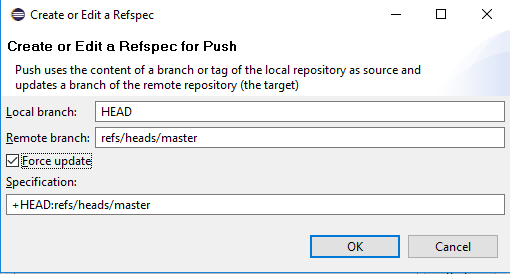 Create or Edit a Refspec
Create or Edit a Refspec for Push
Push uses the content of a branch or tag of the local repository as source and
updates a branch of the remote repository (the target)
Local branch: HEAD
Remote branch: refs/heads/master
Force update
Specification:
+HEAD:refs/heads/master
OK Cancel